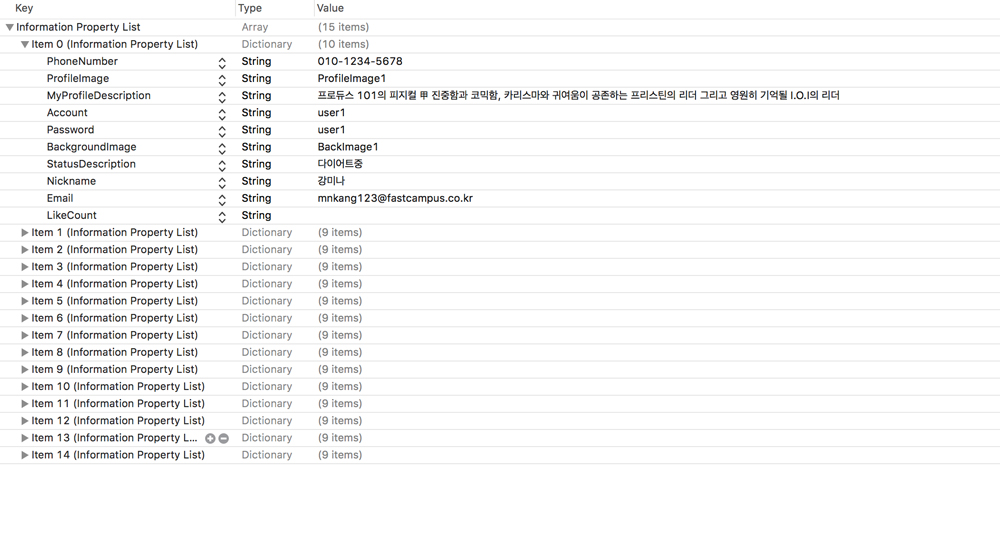 Key Type Value
Information Property List Array (15 items)
Item 0 (Information Property List) Dictionary (10 items)
PhoneNumber String 010-1234-5678
ProfileImage String ProfileImage1
MyProfileDescription String 프로듀스 101의 피지컬 甲 진중함과 코믹함, 카리스마와 귀여움이 공존하는 프리스틴의 리더 그리고 영원히 기억될 I.O.I의 리더
Account String user1
Password String user1
BackgroundImage String BackImage1
StatusDescription String 다이어트중
Nickname String 강미나
Email String mnkang123@fastcampus.co.kr
LikeCount String
Item 1 (Information Property List) Dictionary (9 items)
Item 2 (Information Property List) Dictionary (9 items)
Item 3 (Information Property List) Dictionary (9 items)
Item 4 (Information Property List) Dictionary (9 items)
Item 5 (Information Property List) Dictionary (9 items)
Item 6 (Information Property List) Dictionary (9 items)
Item 7 (Information Property List) Dictionary (9 items)
Item 8 (Information Property List) Dictionary (9 items)
Item 9 (Information Property List) Dictionary (9 items)
Item 10 (Information Property List) Dictionary (9 items)
Item 11 (Information Property List) Dictionary (9 items)
Item 12 (Information Property List) Dictionary (9 items)
Item 13 (Information Property L... Dictionary (9 items)
Item 14 (Information Property List) Dictionary (9 items)